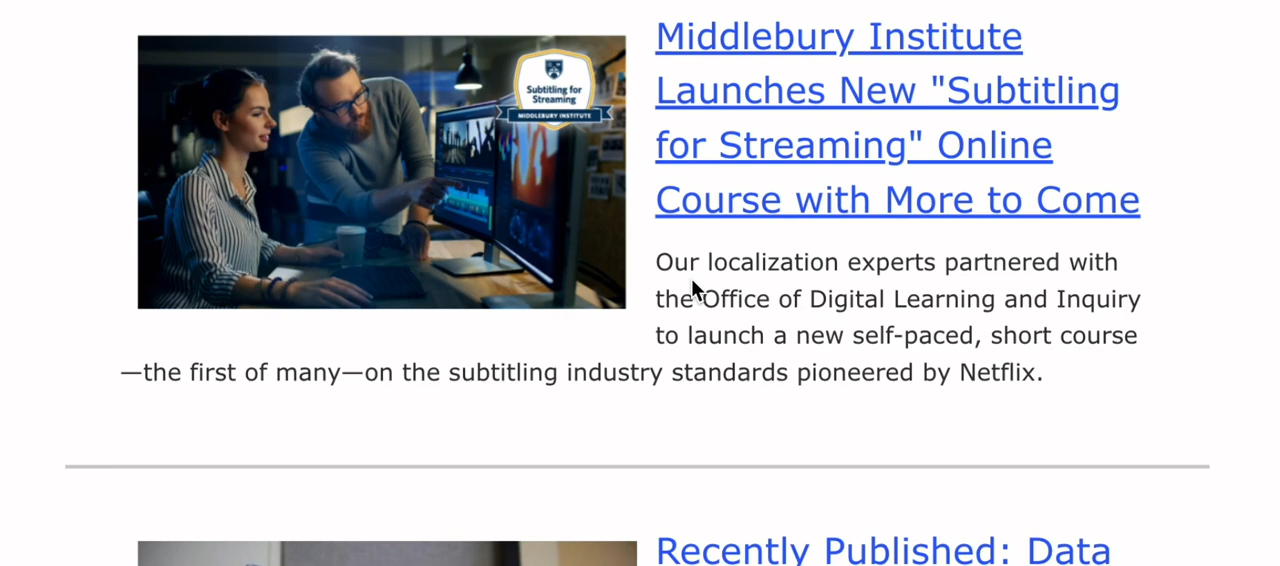 Subtitling for
Streaming
MIDDLEBURY INSTITUTE
Middlebury Institute
Launches New "Subtitling
for Streaming" Online
Course with More to Come
Our localization experts partnered with
the Office of Digital Learning and Inquiry
to launch a new self-paced, short course
—the first of many—on the subtitling industry standards pioneered by Netflix.
Recently Published: Data